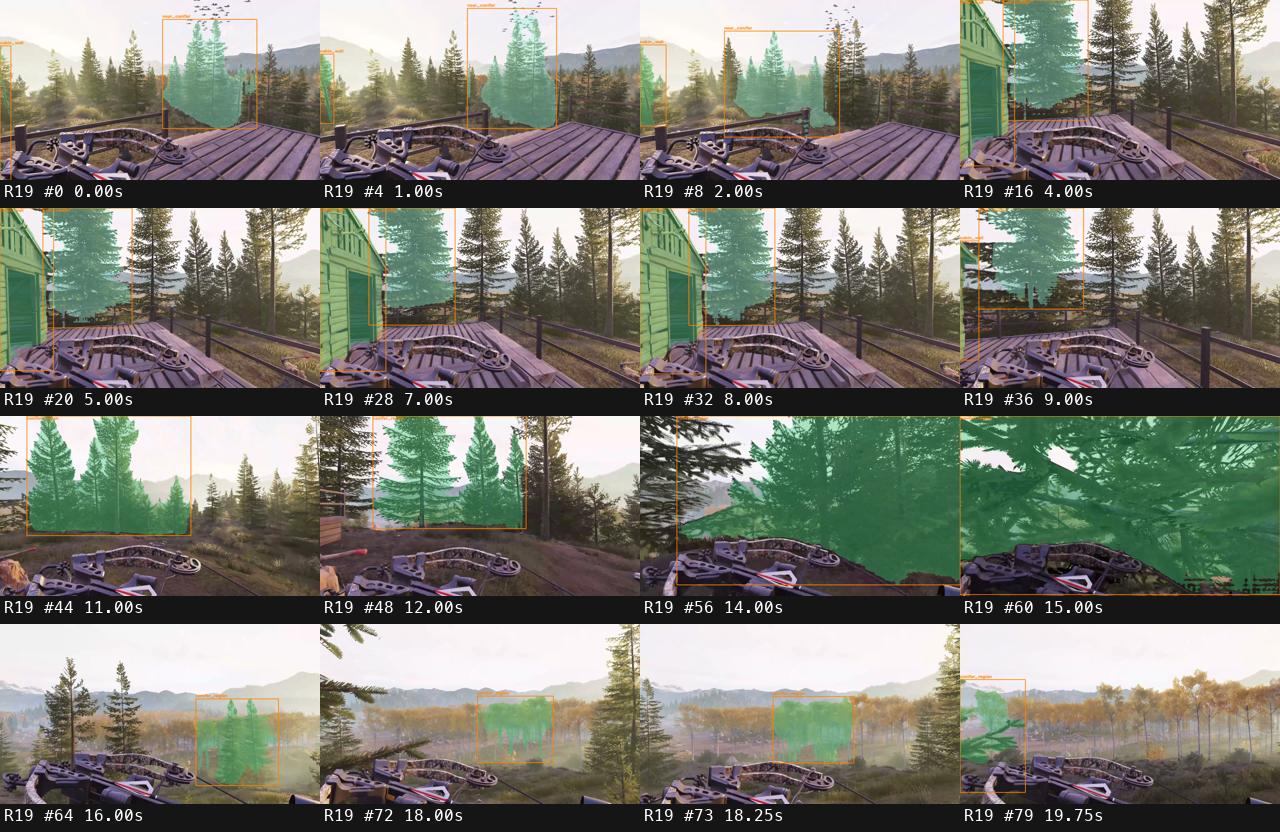 R19 #0 0.00s
R19 #4 1.00s
R19 #8 2.00s
R19 #16 4.00s
R19 #20 5.00s
R19 #28 7.00s
R19 #32 8.00s
R19 #36 9.00s
R19 #44 11.00s
R19 #48 12.00s
R19 #56 14.00s
R19 #60 15.00s
R19 #64 16.00s
R19 #72 18.00s
R19 #73 18.25s
R19 #79 19.75s